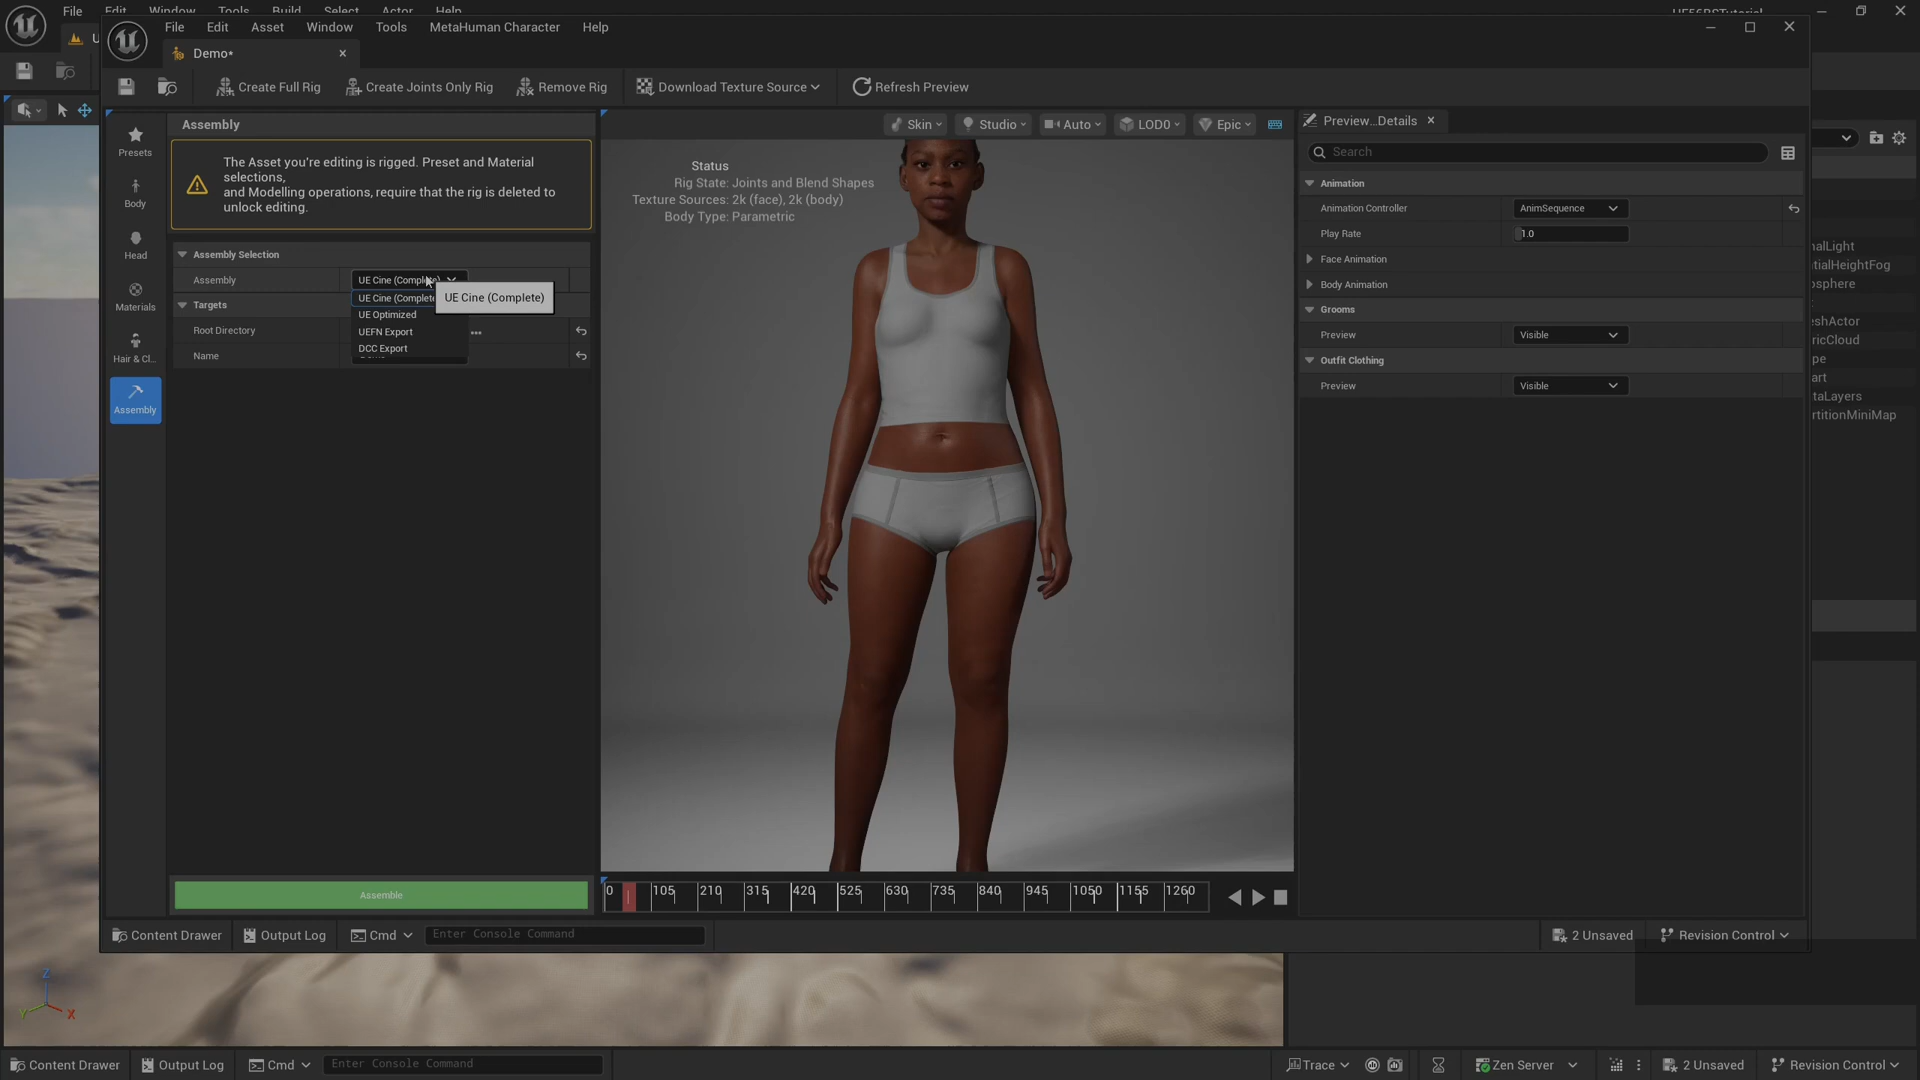 File Edit Window Tools Build Select Actor Help
UE56BSTutorial
File Edit Asset Window Tools MetaHuman Character Help
Demo*
Create Full Rig
Create Joints Only Rig
Remove Rig
Download Texture Source
Refresh Preview
Presets
Body
Head
Materials
Hair & Cl...
Assembly
Assembly
The Asset you're editing is rigged. Preset and Material
selections,
and Modelling operations, require that the rig is deleted to
unlock editing.
Assembly Selection
Assembly
UE Cine (Complete)
UE Cine (Complete
UE Cine (Complete)
UE Optimized
UEFN Export
DCC Export
Targets
Root Directory
Name
Assemble
Skin
Studio
Auto
LOD0
Epic
Status
Rig State: Joints and Blend Shapes
Texture Sources: 2k (face), 2k (body)
Body Type: Parametric
0 105 210 315 420 525 630 735 840 945 1050 1155 1260
Preview...Details
Search
Animation
Animation Controller
AnimSequence
Play Rate
1.0
Face Animation
Body Animation
Grooms
Preview
Visible
Outfit Clothing
Preview
Visible
nalLight
ntialHeightFog
osphere
eshActor
ricCloud
pe
art
taLayers
rtitionMiniMap
Content Drawer
Output Log
Cmd
Enter Console Command
2 Unsaved
Revision Control
Z
Y
X
Content Drawer
Output Log
Cmd
Enter Console Command
Trace
Zen Server
2 Unsaved
Revision Control